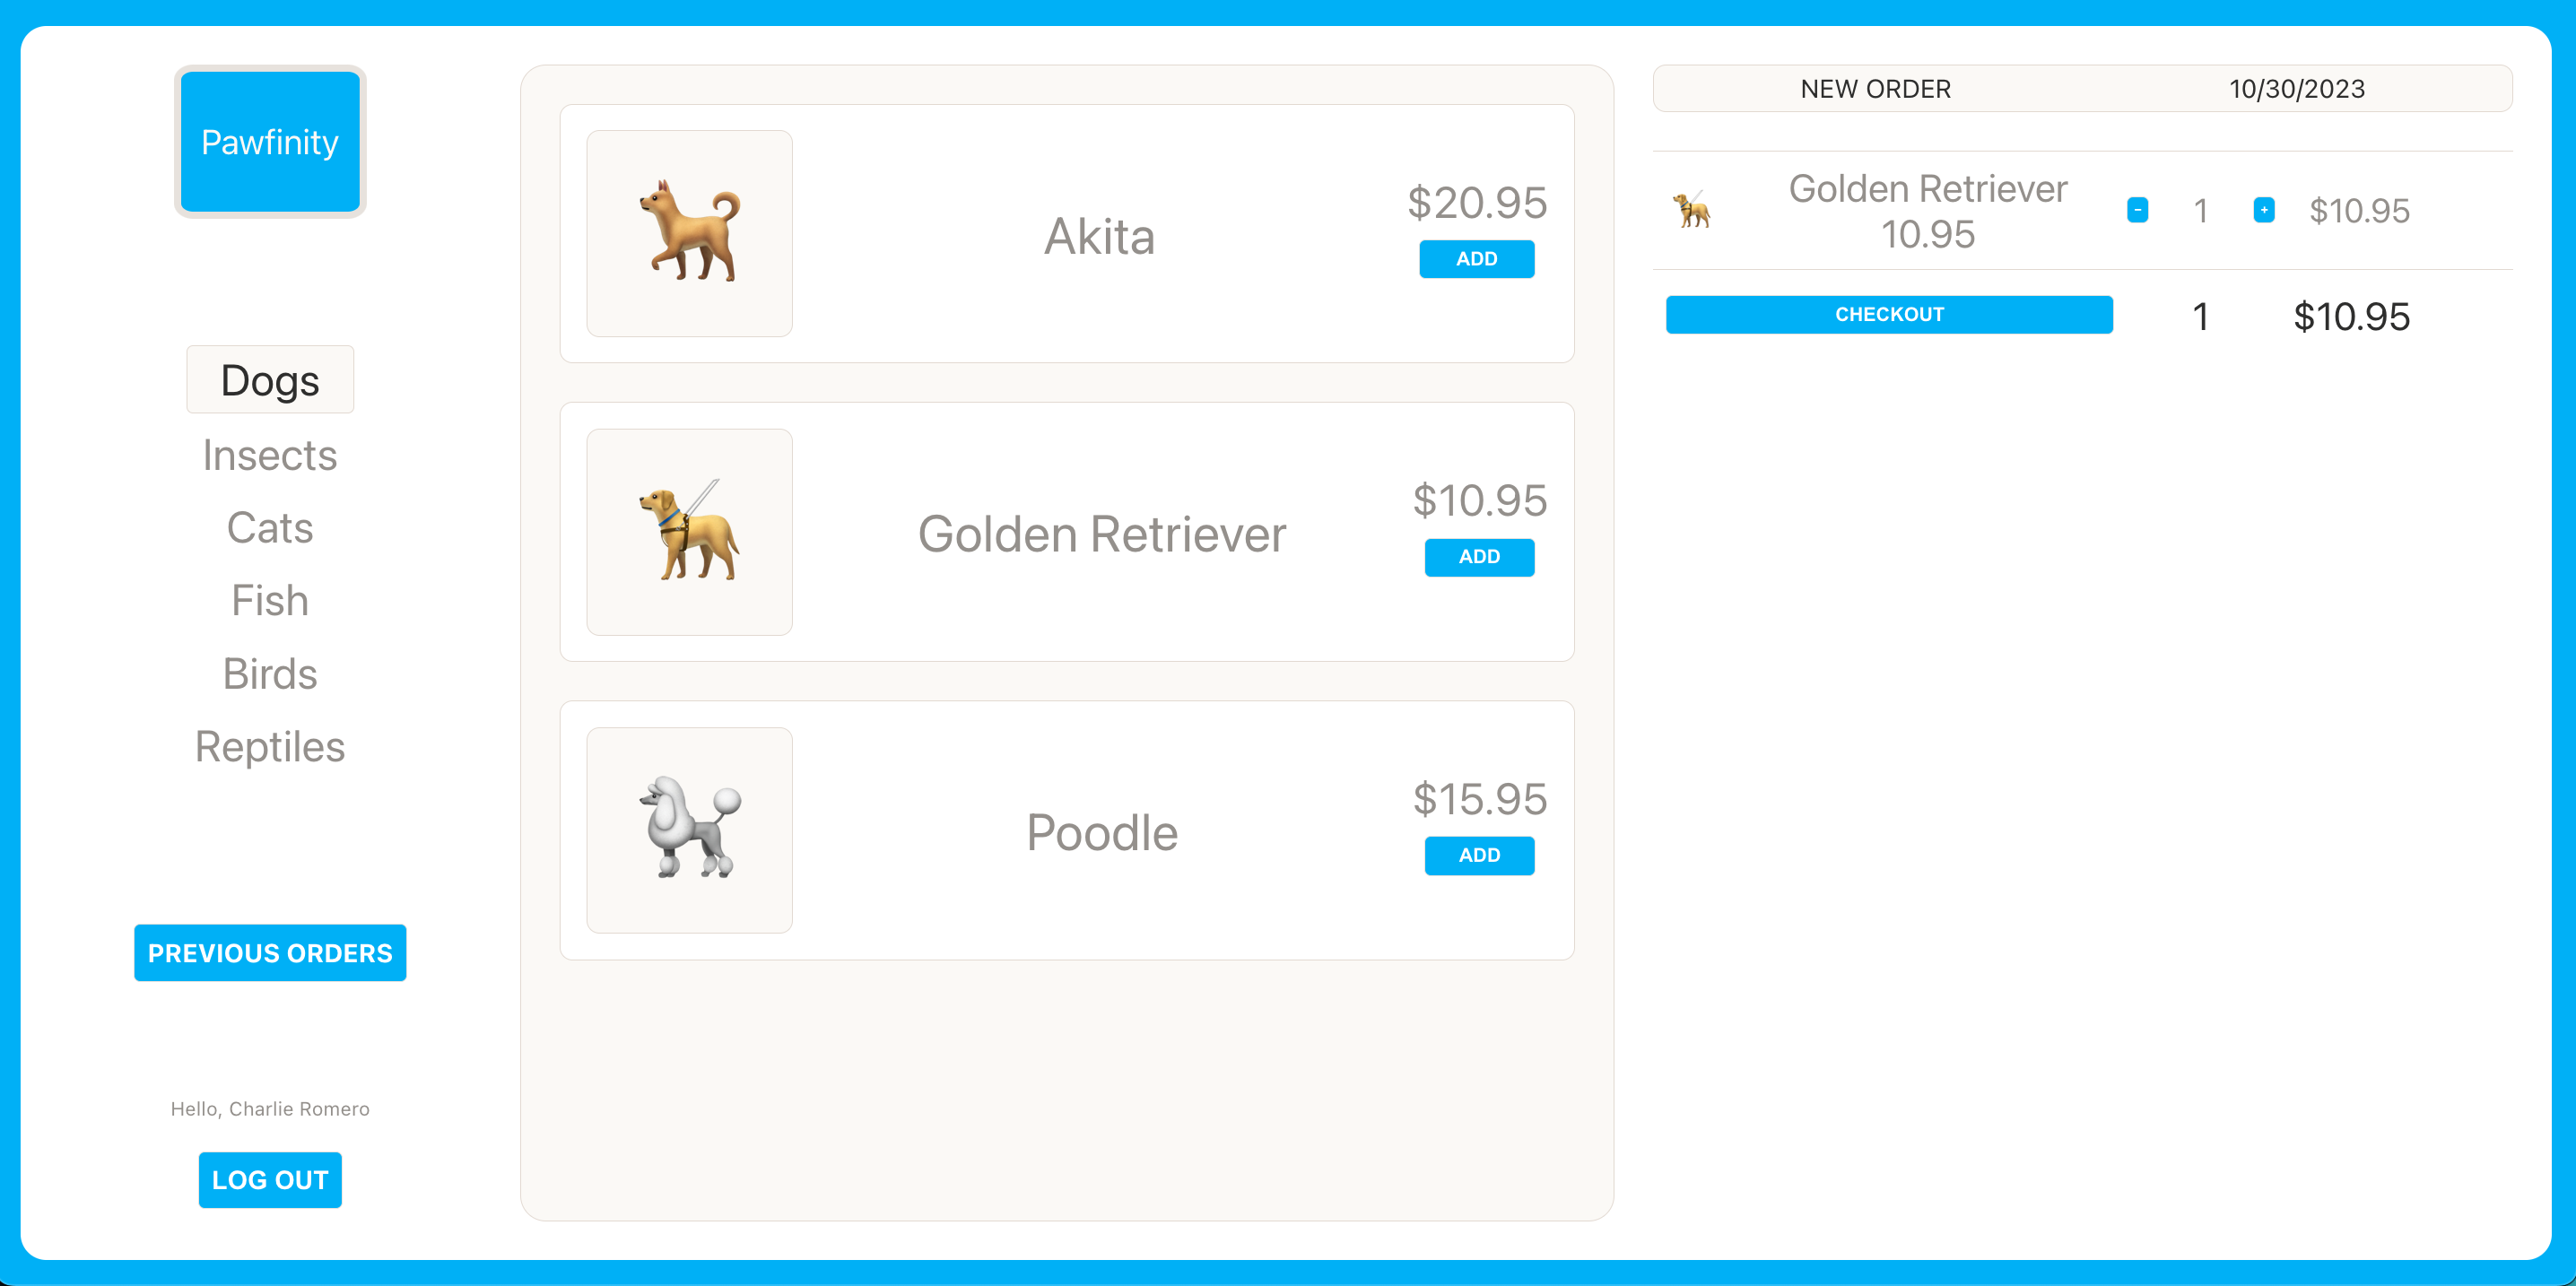 Pawfinity
Dogs
Insects
Cats
Fish
Birds
Reptiles
PREVIOUS ORDERS
Hello, Charlie Romero
LOG OUT
Akita
$20.95
ADD
Golden Retriever
$10.95
ADD
Poodle
$15.95
ADD
NEW ORDER 10/30/2023
Golden Retriever
10.95
- 1 + $10.95
CHECKOUT 1 $10.95